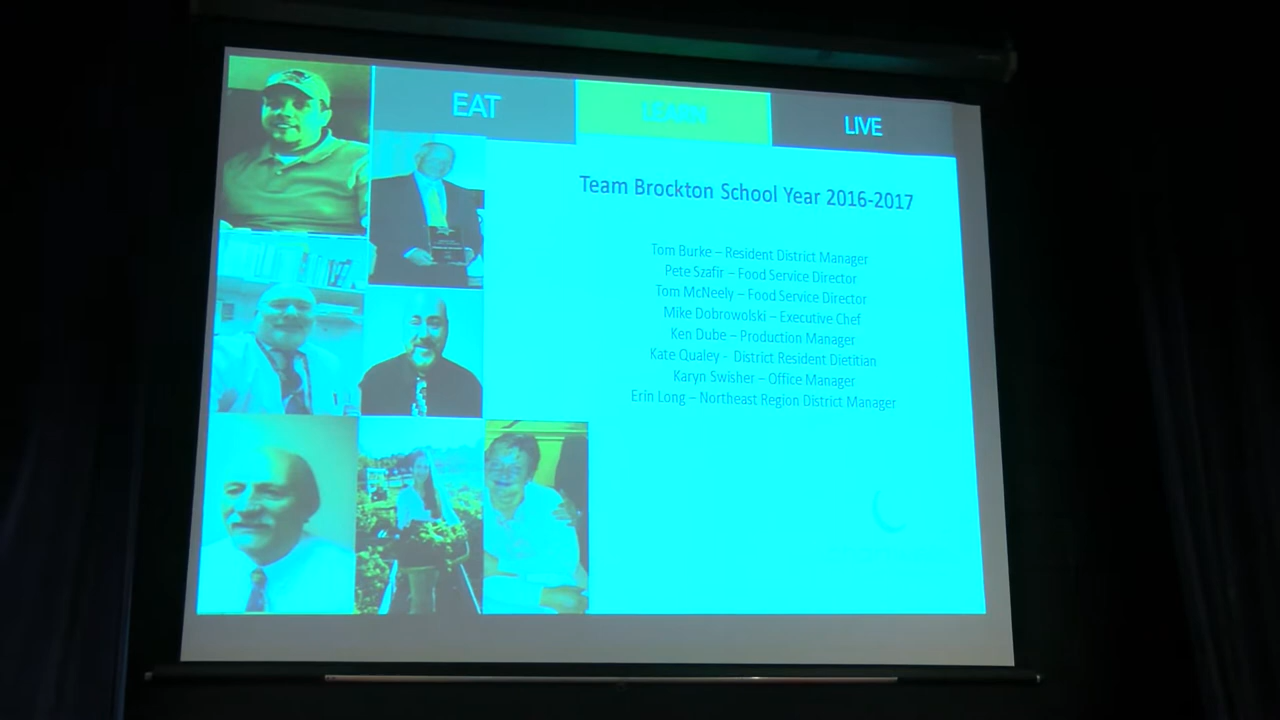 EAT
LEARN
LIVE
Team Brockton School Year 2016-2017
Tom Burke – Resident District Manager
Pete Szafir – Food Service Director
Tom McNeely – Food Service Director
Mike Dobrowolski – Executive Chef
Ken Dube – Production Manager
Kate Qualey - District Resident Dietitian
Karyn Swisher – Office Manager
Erin Long – Northeast Region District Manager